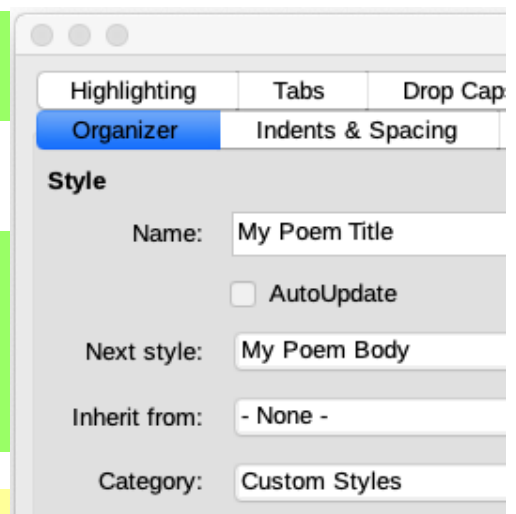 Highlighting Tabs Drop Caps
Organizer Indents & Spacing
Style
Name: My Poem Title
AutoUpdate
Next style: My Poem Body
Inherit from: - None -
Category: Custom Styles